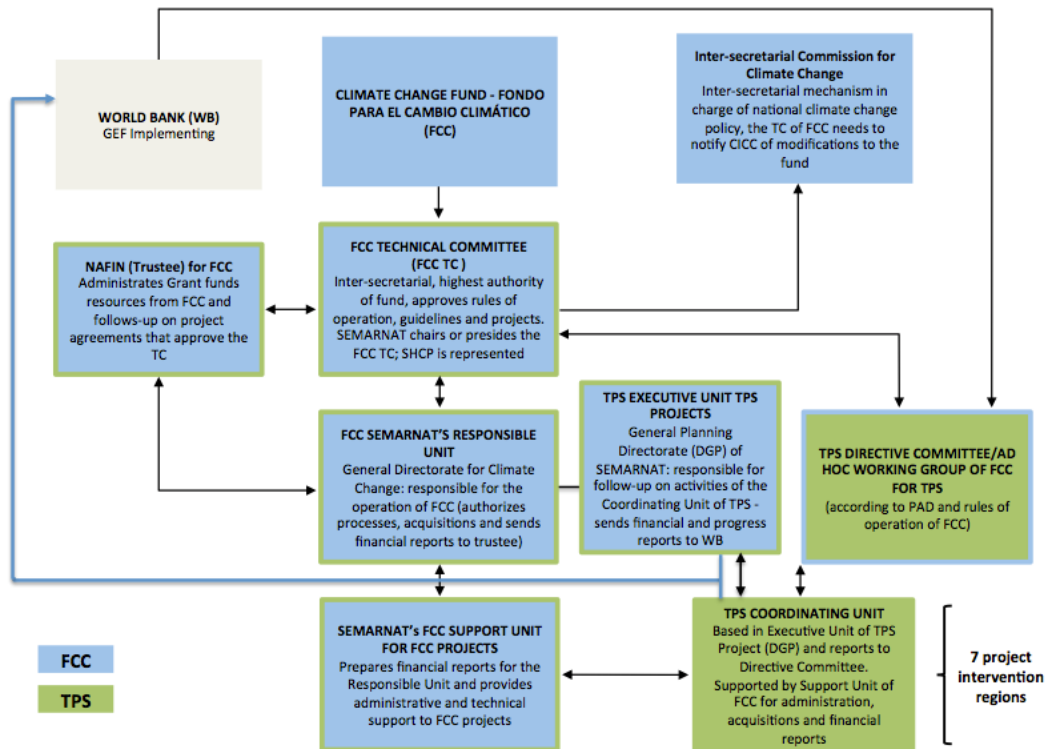 WORLD BANK (WB)
GEF Implementing
CLIMATE CHANGE FUND - FONDO
PARA EL CAMBIO CLIMÁTICO
(FCC)
Inter-secretarial Commission for
Climate Change
Inter-secretarial mechanism in
charge of national climate change
policy, the TC of FCC needs to
notify CICC of modifications to the
fund
NAFIN (Trustee) for FCC
Administrates Grant funds
resources from FCC and
follows-up on project
agreements that approve the
TC
FCC TECHNICAL COMMITTEE
(FCC TC )
Inter-secretarial, highest authority
of fund, approves rules of
operation, guidelines and projects.
SEMARNAT chairs or presides the
FCC TC; SHCP is represented
FCC SEMARNAT'S RESPONSIBLE
UNIT
General Directorate for Climate
Change: responsible for the
operation of FCC (authorizes
processes, acquisitions and sends
financial reports to trustee)
TPS EXECUTIVE UNIT TPS
PROJECTS
General Planning
Directorate (DGP) of
SEMARNAT: responsible for
follow-up on activities of the
Coordinating Unit of TPS -
sends financial and progress
reports to WB
TPS DIRECTIVE COMMITTEE/AD
HOC WORKING GROUP OF FCC
FOR TPS
(according to PAD and rules of
operation of FCC)
SEMARNAT's FCC SUPPORT UNIT
FOR FCC PROJECTS
Prepares financial reports for the
Responsible Unit and provides
administrative and technical
support to FCC projects
TPS COORDINATING UNIT
Based in Executive Unit of TPS
Project (DGP) and reports to
Directive Committee.
Supported by Support Unit of
FCC for administration,
acquisitions and financial
reports
7 project
intervention
regions
FCC
TPS